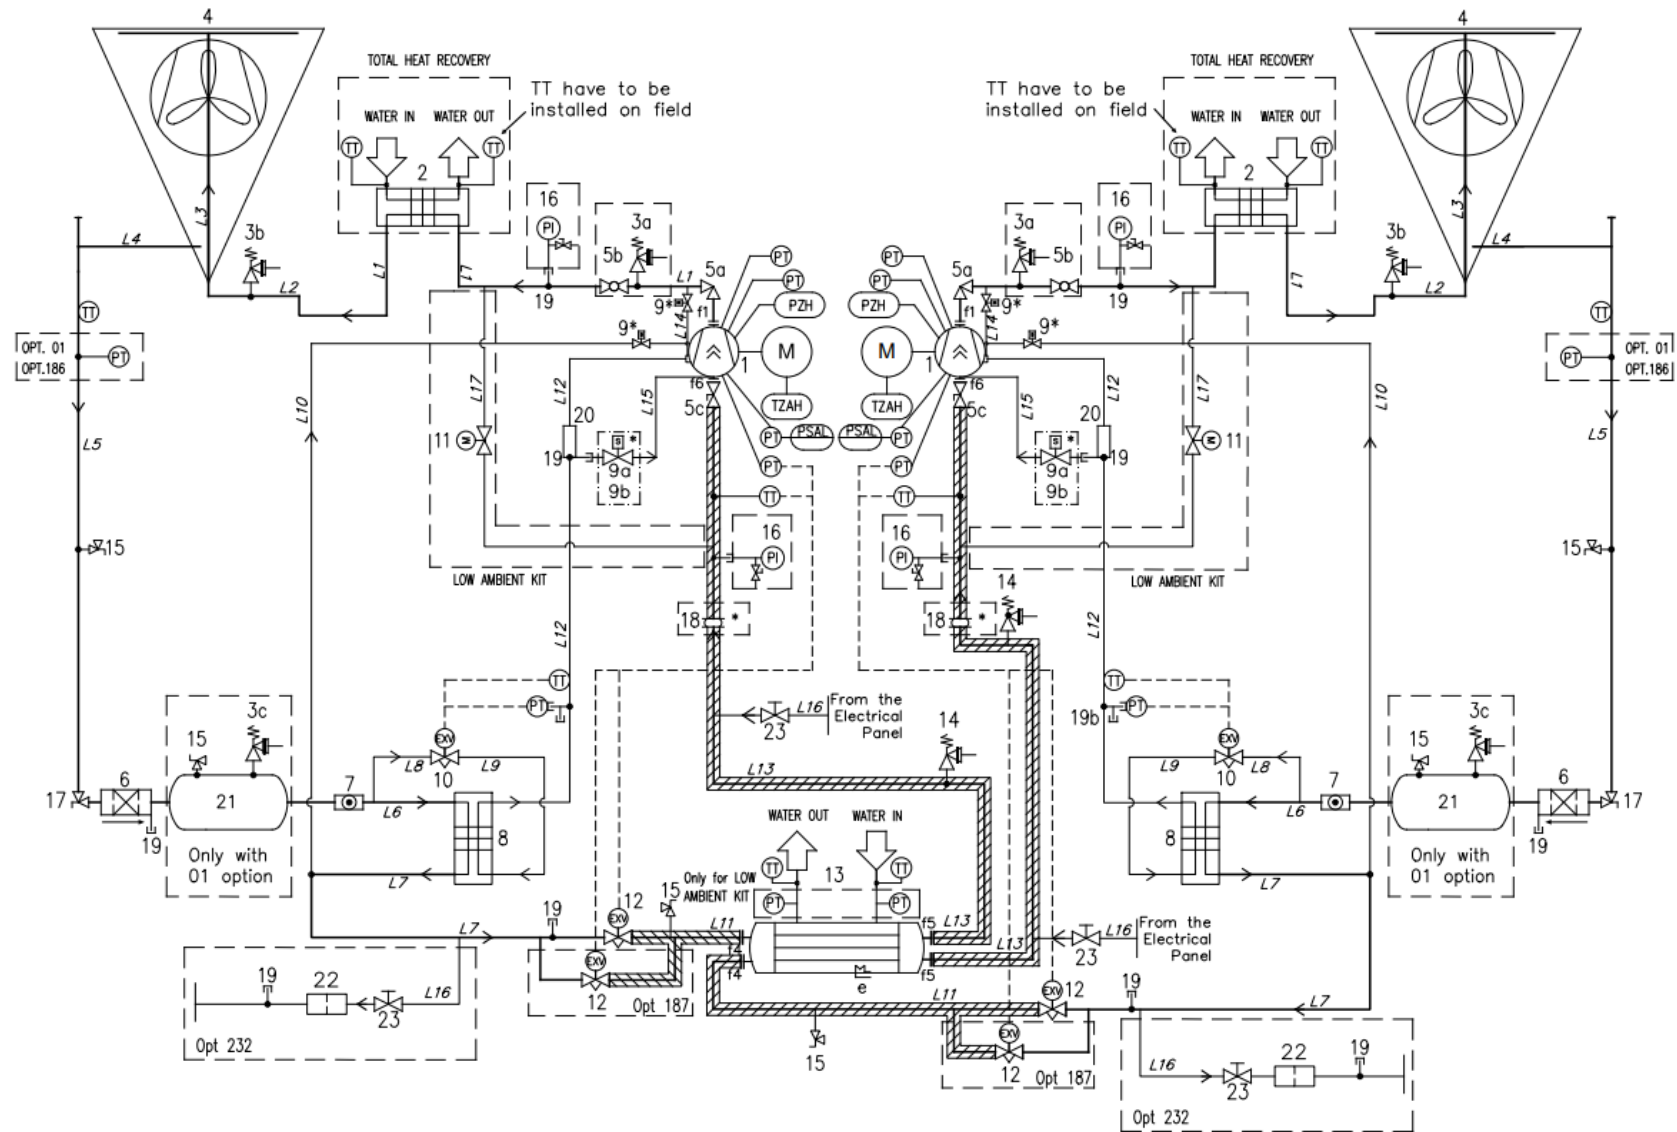 4
4
TOTAL HEAT RECOVERY
TOTAL HEAT RECOVERY
TT have to be
installed on field
TT have to be
installed on field
WATER IN
WATER OUT
WATER IN
WATER OUT
TT
TT
TT
TT
2
2
L3
L3
16
16
PI
PI
3b
3a
3a
3b
L4
L4
5b
5b
L1
L1
L1
5a
5a
L1
L1
PT
PT
PT
PT
PZH
PZH
L2
L2
19
19
9*
9*
f1
f1
L14
L14
TT
TT
9*
9*
OPT. 01
OPT.186
PT
PT
OPT. 01
OPT.186
1
M
M
1
f6
f6
L10
L17
L12
L15
L15
L12
L17
L10
TZAH
TZAH
5c
5c
20
20
PT
PSAL
PSAL
PT
L5
L5
11
M
M
11
19
S
*
S
*
19
9a
9b
9a
9b
PT
PT
TT
TT
16
PI
16
PI
15
15
LOW AMBIENT KIT
LOW AMBIENT KIT
14
18
*
18
*
L12
L12
TT
TT
PT
19
19b
PT
L16
23
From the
Electrical
Panel
3c
15
3c
15
EXV
EXV
14
L8
10
L9
L9
10
L8
L13
6
7
7
6
17
21
21
17
L6
L6
19
19
8
8
WATER OUT
WATER IN
Only with
01 option
Only with
01 option
L7
L7
TT
TT
13
Only for LOW
AMBIENT KIT
15
PT
PT
19
12
EXV
L11
f5
L13
L13
L16
23
From the
Electrical
Panel
L7
f4
f4
f5
EXV
12
Opt 187
e
L11
EXV
12
19
L7
19
22
L16
23
Opt 232
15
EXV
12
Opt 187
L16
23
22
19
Opt 232